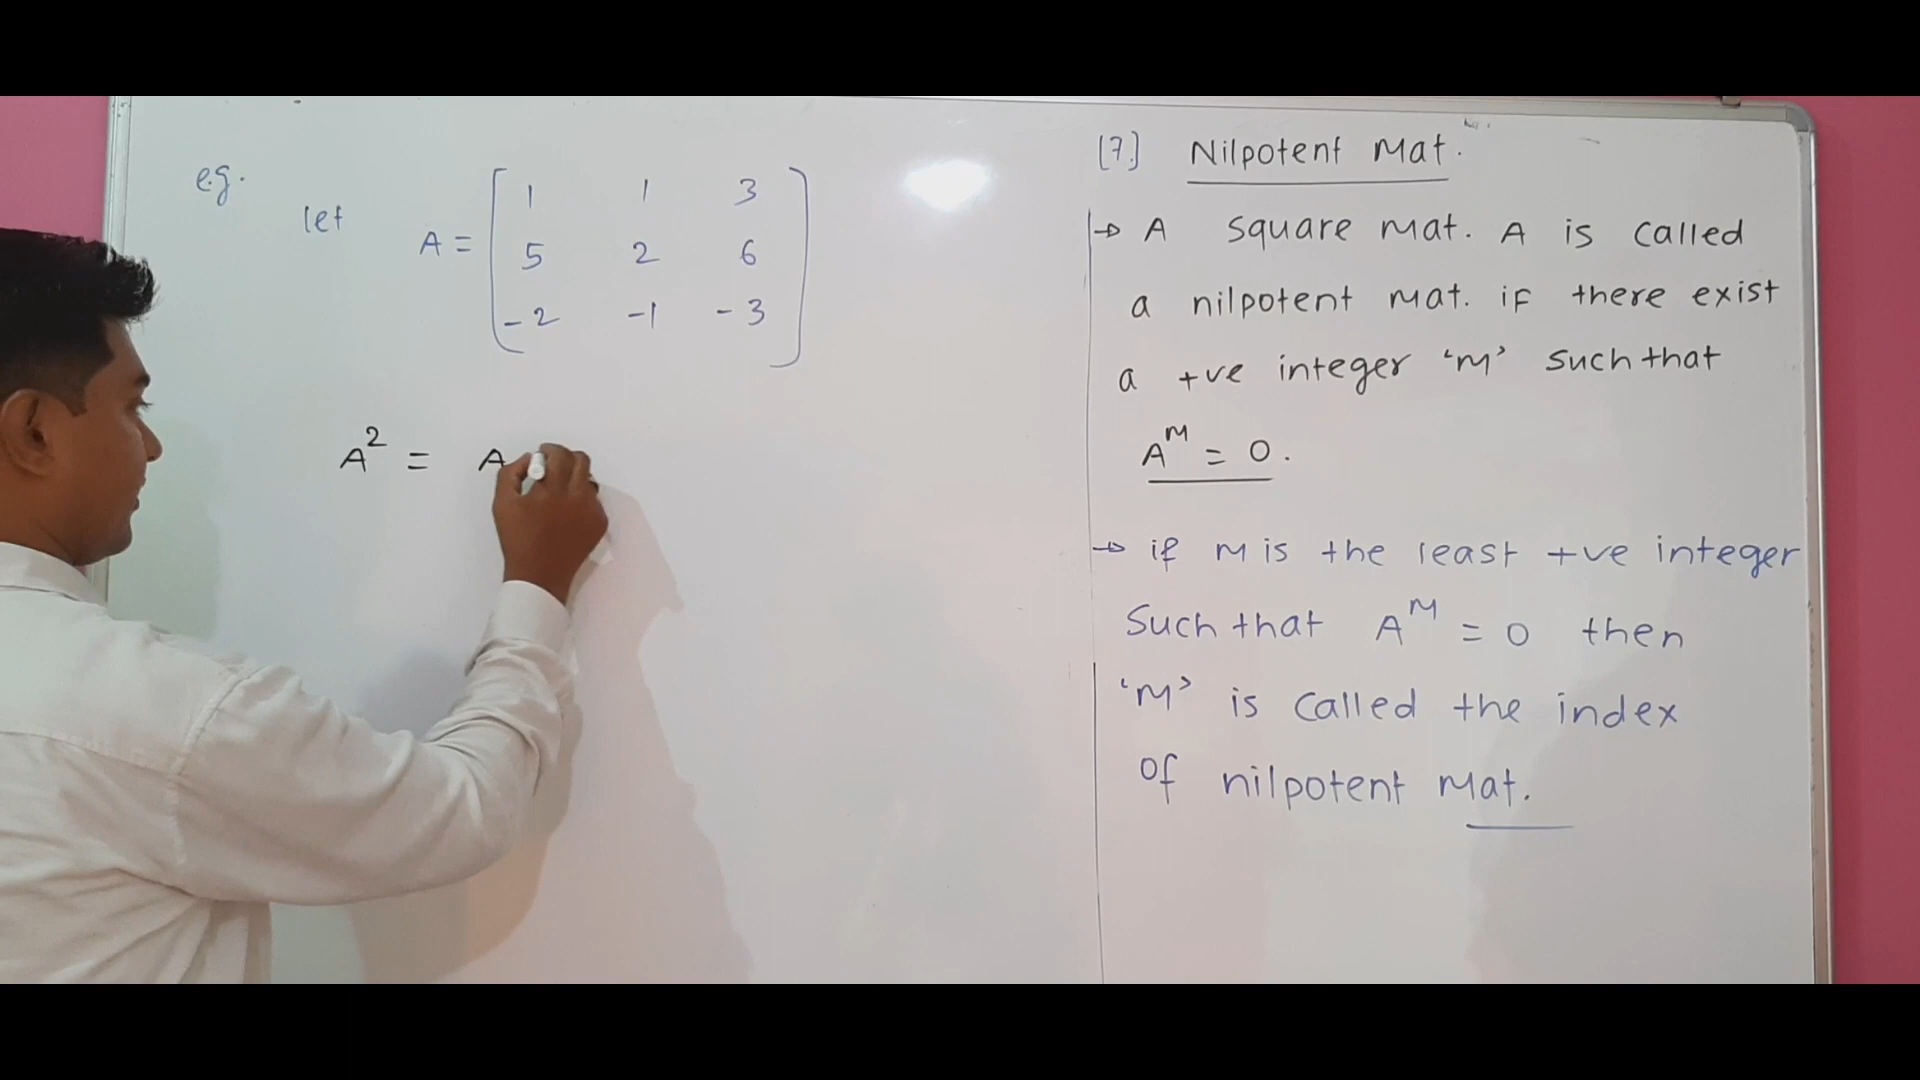 e.g.
let A = [ 1 1 3
5 2 6
-2 -1 -3 ]
A² = A
[7.] Nilpotent Mat.
→ A square mat. A is called
a nilpotent mat. if there exist
a +ve integer 'M' such that
Aᴹ = 0.
→ if M is the least +ve integer
Such that Aᴹ = 0 then
'M' is called the index
of nilpotent Mat.